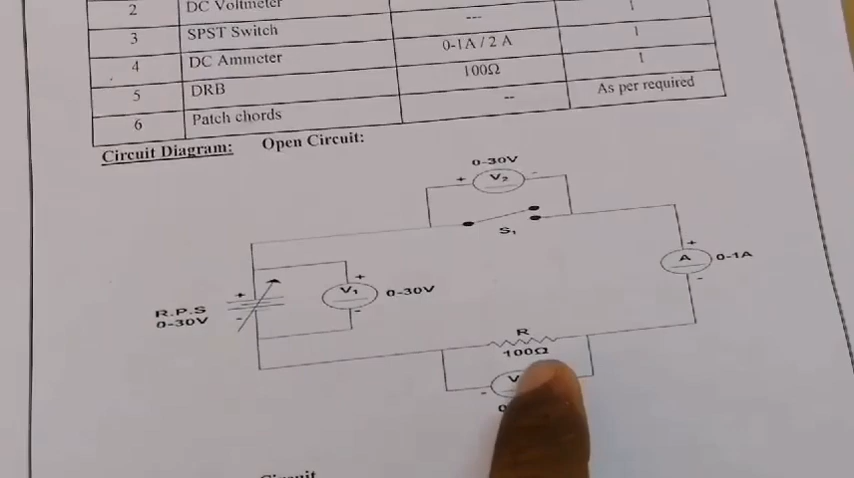 2 DC Voltmeter 1
3 SPST Switch --- 1
4 DC Ammeter 0-1A / 2 A 1
5 DRB 100Ω
6 Patch chords -- As per required
Circuit Diagram: Open Circuit:
0-30V
+ V₂ -
S₁
+ A 0-1A
-
+ V₁ 0-30V
-
R.P.S +
0-30V -
R
100Ω
- V